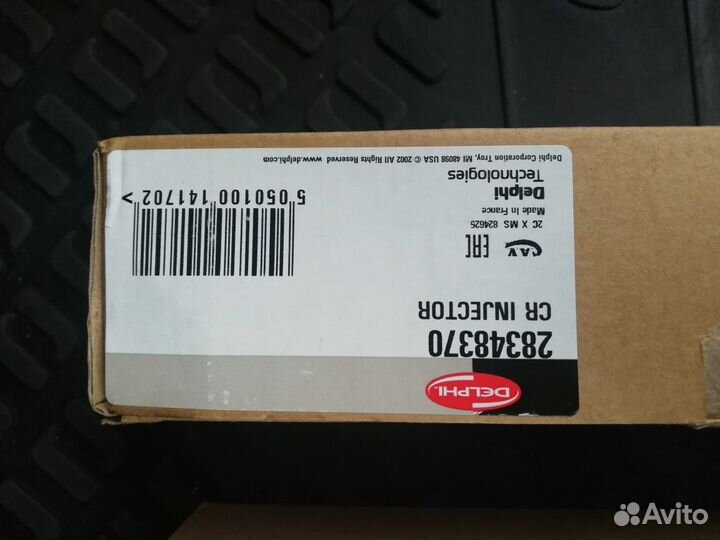 DELPHI
28348370
CR INJECTOR
CAV EAC
2C X MS 824625
Made In France
Delphi
Technologies
5 050100 141702 >
Delphi Corporation Troy, MI 48098 USA © 2002 All Rights Reserved www.delphi.com
Avito